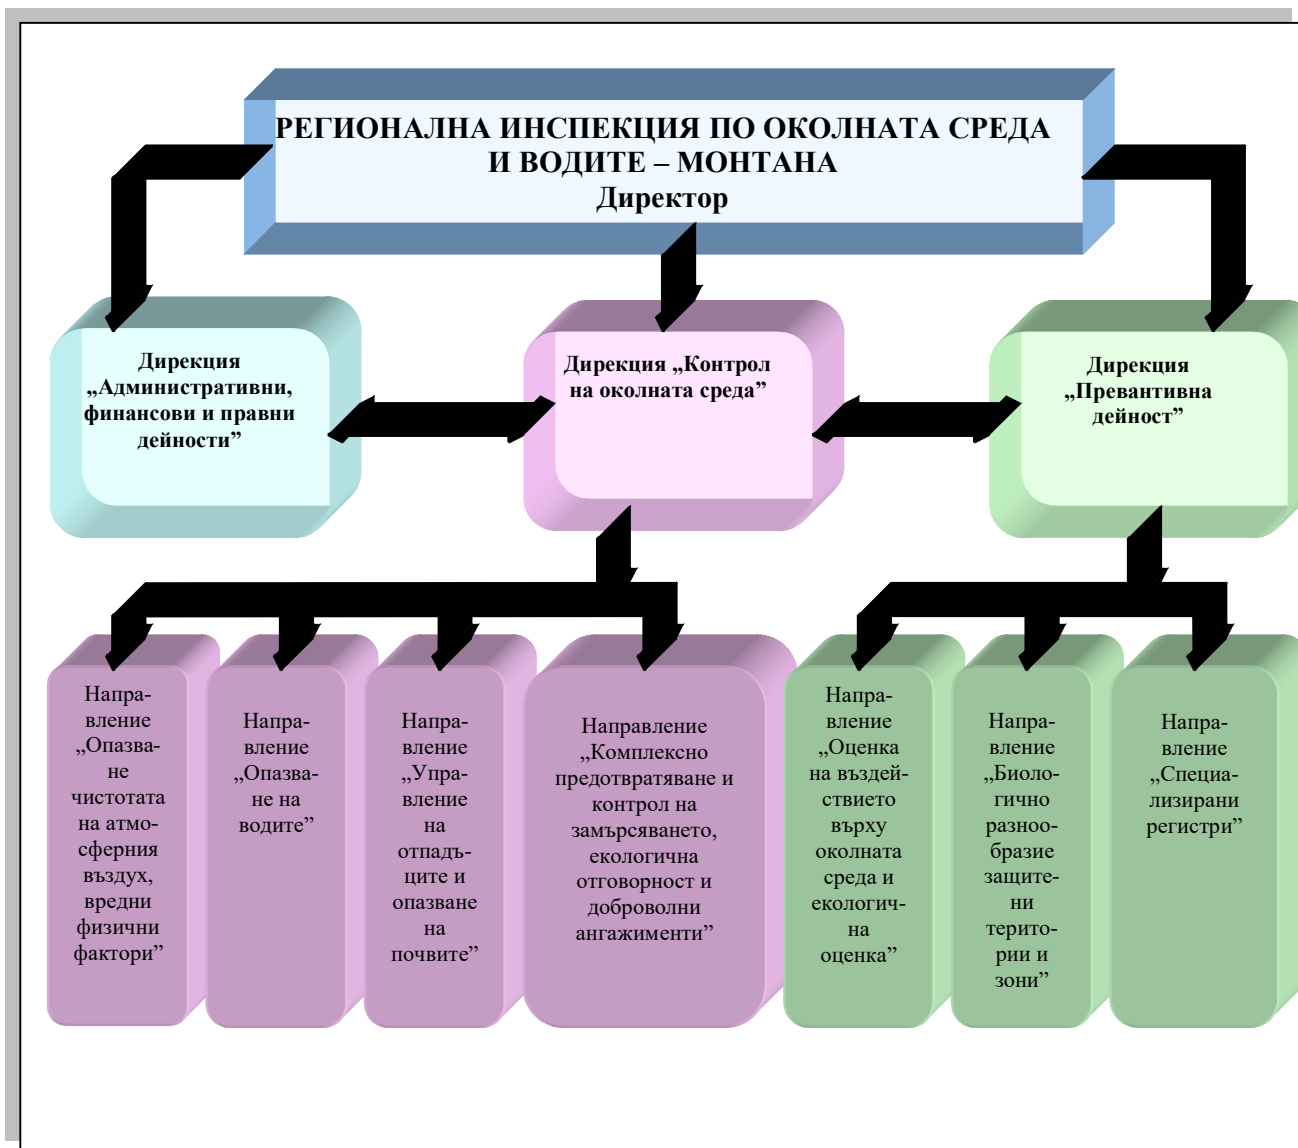 РЕГИОНАЛНА ИНСПЕКЦИЯ ПО ОКОЛНАТА СРЕДА
И ВОДИТЕ – МОНТАНА
Директор
Дирекция
„Административни,
финансови и правни
дейности”
Дирекция „Контрол
на околната среда”
Дирекция
„Превантивна
дейност”
Напра-
вление
„Опазва-
не
чистотата
на атмо-
сферния
въздух,
вредни
физични
фактори”
Напра-
вление
„Опазва-
не на
водите”
Напра-
вление
„Упра-
вление
на
отпадъ-
ците и
опазване
на
почвите”
Направление
„Комплексно
предотвратяване и
контрол на
замърсяването,
екологична
отговорност и
доброволни
ангажименти”
Напра-
вление
„Оценка
на въздей-
ствието
върху
околната
среда и
екологич-
на
оценка”
Напра-
вление
„Биоло-
гично
разноо-
бразие
защите-
ни
терито-
рии и
зони”
Напра-
вление
„Специа-
лизирани
регистри”